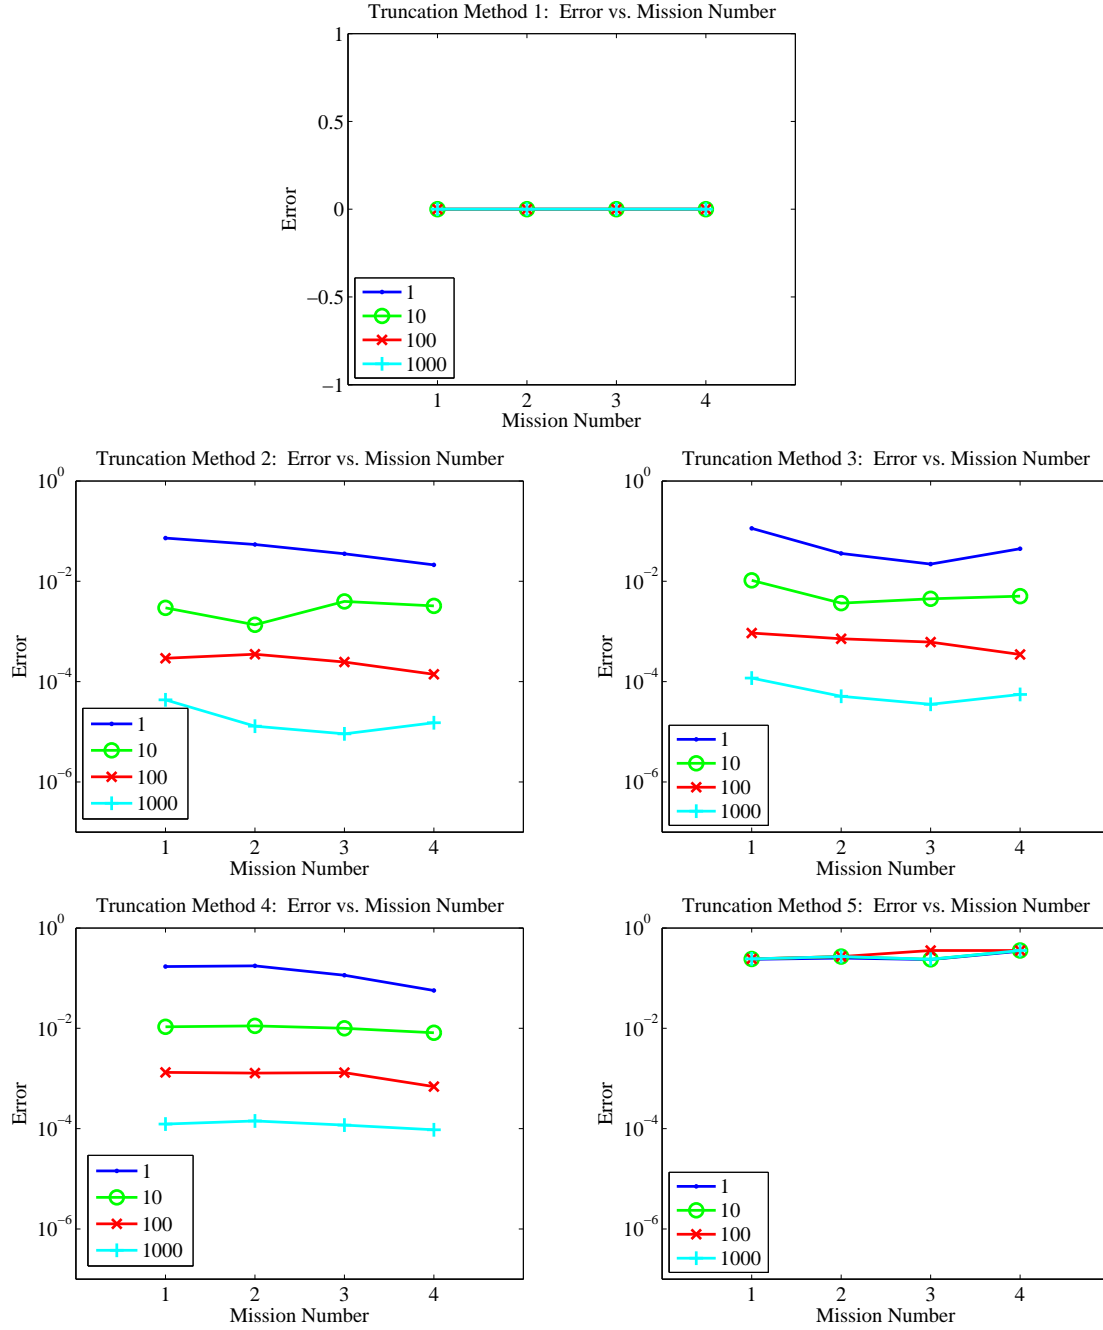 Truncation Method 1: Error vs. Mission Number
1
0.5
0
−0.5
−1
Error
1
10
100
1000
1 2 3 4
Mission Number
Truncation Method 2: Error vs. Mission Number
10^0
10^−2
10^−4
10^−6
Error
1
10
100
1000
1 2 3 4
Mission Number
Truncation Method 3: Error vs. Mission Number
10^0
10^−2
10^−4
10^−6
Error
1
10
100
1000
1 2 3 4
Mission Number
Truncation Method 4: Error vs. Mission Number
10^0
10^−2
10^−4
10^−6
Error
1
10
100
1000
1 2 3 4
Mission Number
Truncation Method 5: Error vs. Mission Number
10^0
10^−2
10^−4
10^−6
Error
1
10
100
1000
1 2 3 4
Mission Number